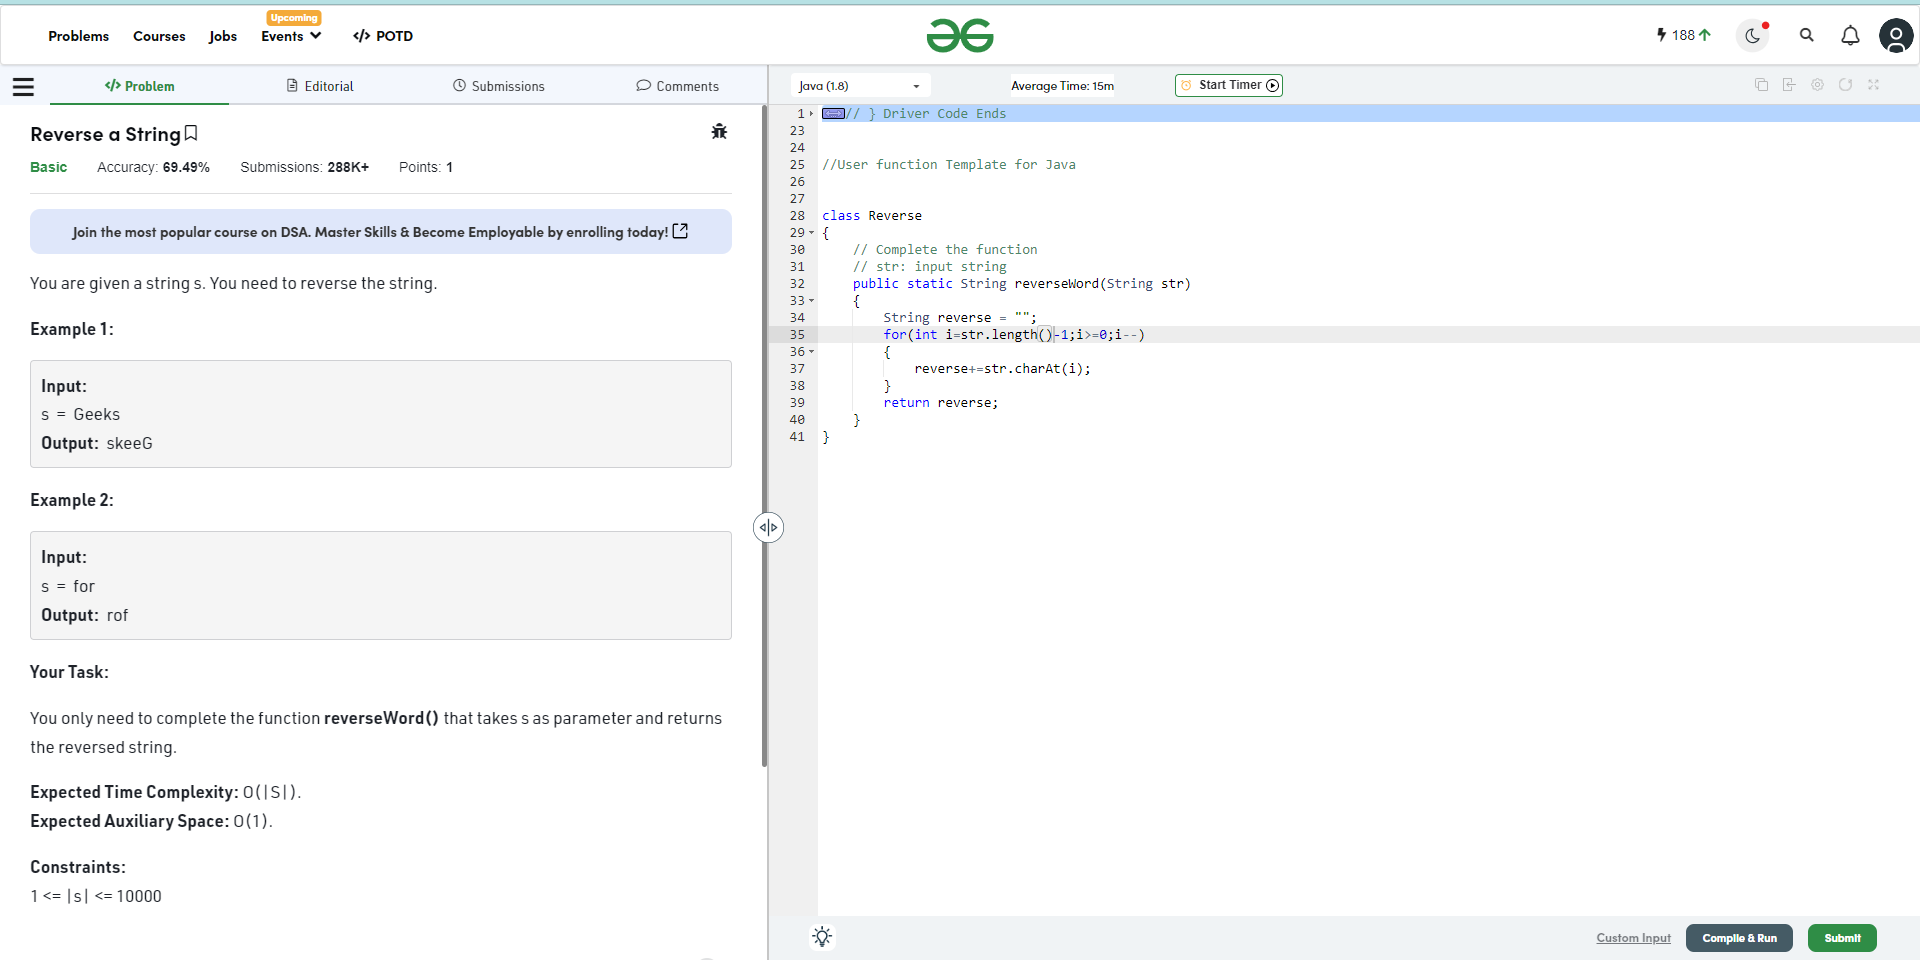 Problems Courses Jobs Upcoming Events </> POTD
188
</> Problem Editorial Submissions Comments
Java (1.8) Average Time: 15m Start Timer
Reverse a String
Basic Accuracy: 69.49% Submissions: 288K+ Points: 1
Join the most popular course on DSA. Master Skills & Become Employable by enrolling today!
You are given a string s. You need to reverse the string.
Example 1:
Input:
s = Geeks
Output: skeeG
Example 2:
Input:
s = for
Output: rof
Your Task:
You only need to complete the function reverseWord() that takes s as parameter and returns
the reversed string.
Expected Time Complexity: O(|S|).
Expected Auxiliary Space: O(1).
Constraints:
1 <= |s| <= 10000
1 // } Driver Code Ends
23
24
25 //User function Template for Java
26
27
28 class Reverse
29 {
30 // Complete the function
31 // str: input string
32 public static String reverseWord(String str)
33 {
34 String reverse = "";
35 for(int i=str.length()-1;i>=0;i--)
36 {
37 reverse+=str.charAt(i);
38 }
39 return reverse;
40 }
41 }
Custom Input Compile & Run Submit